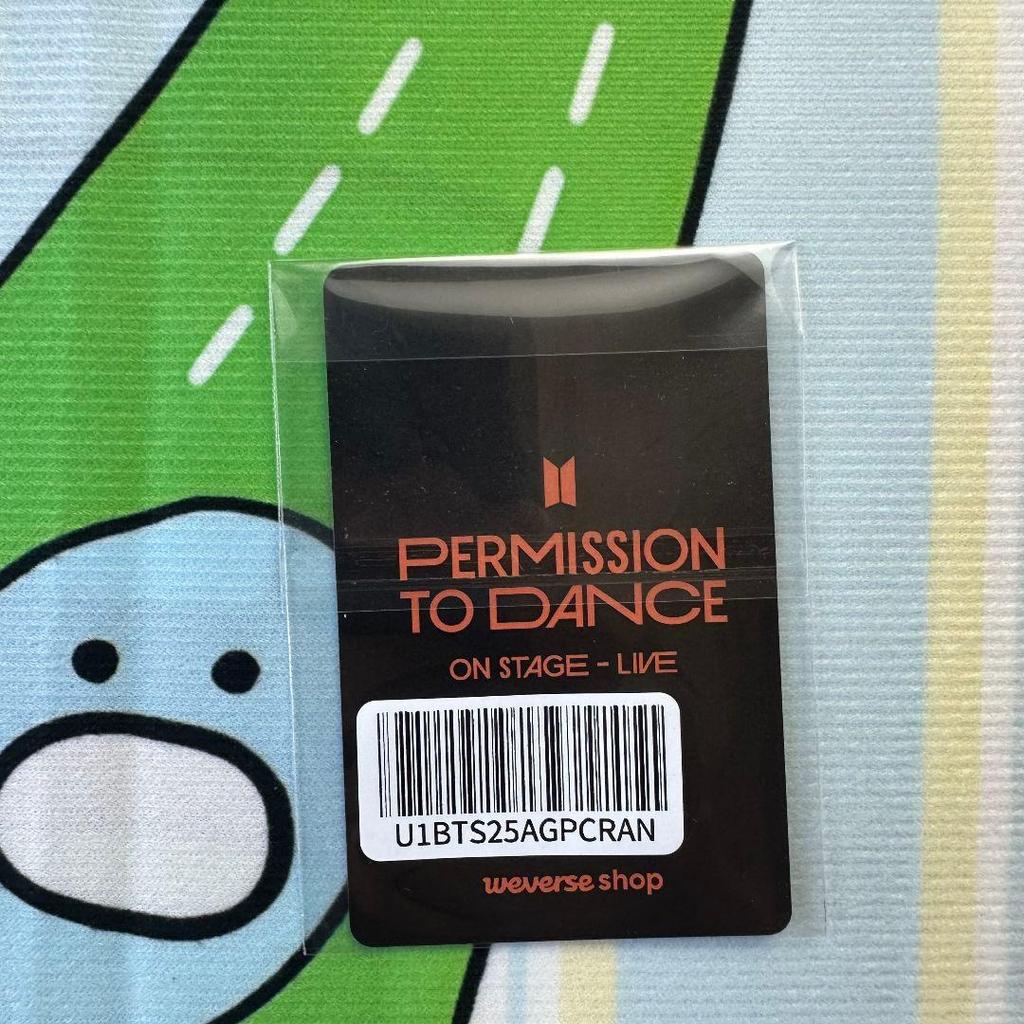 PERMISSION
TO DANCE
ON STAGE - LIVE
U1BTS25AGPCRAN
weverse shop